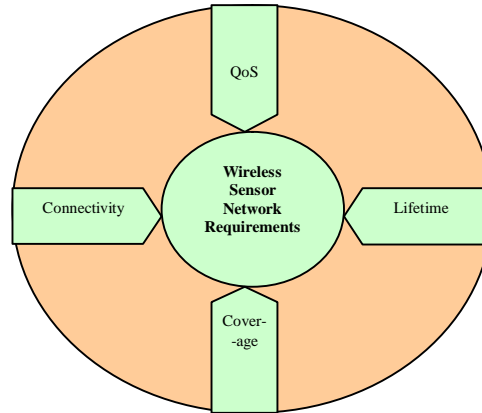 QoS
Wireless
Sensor
Network
Requirements
Connectivity
Lifetime
Cover-
-age